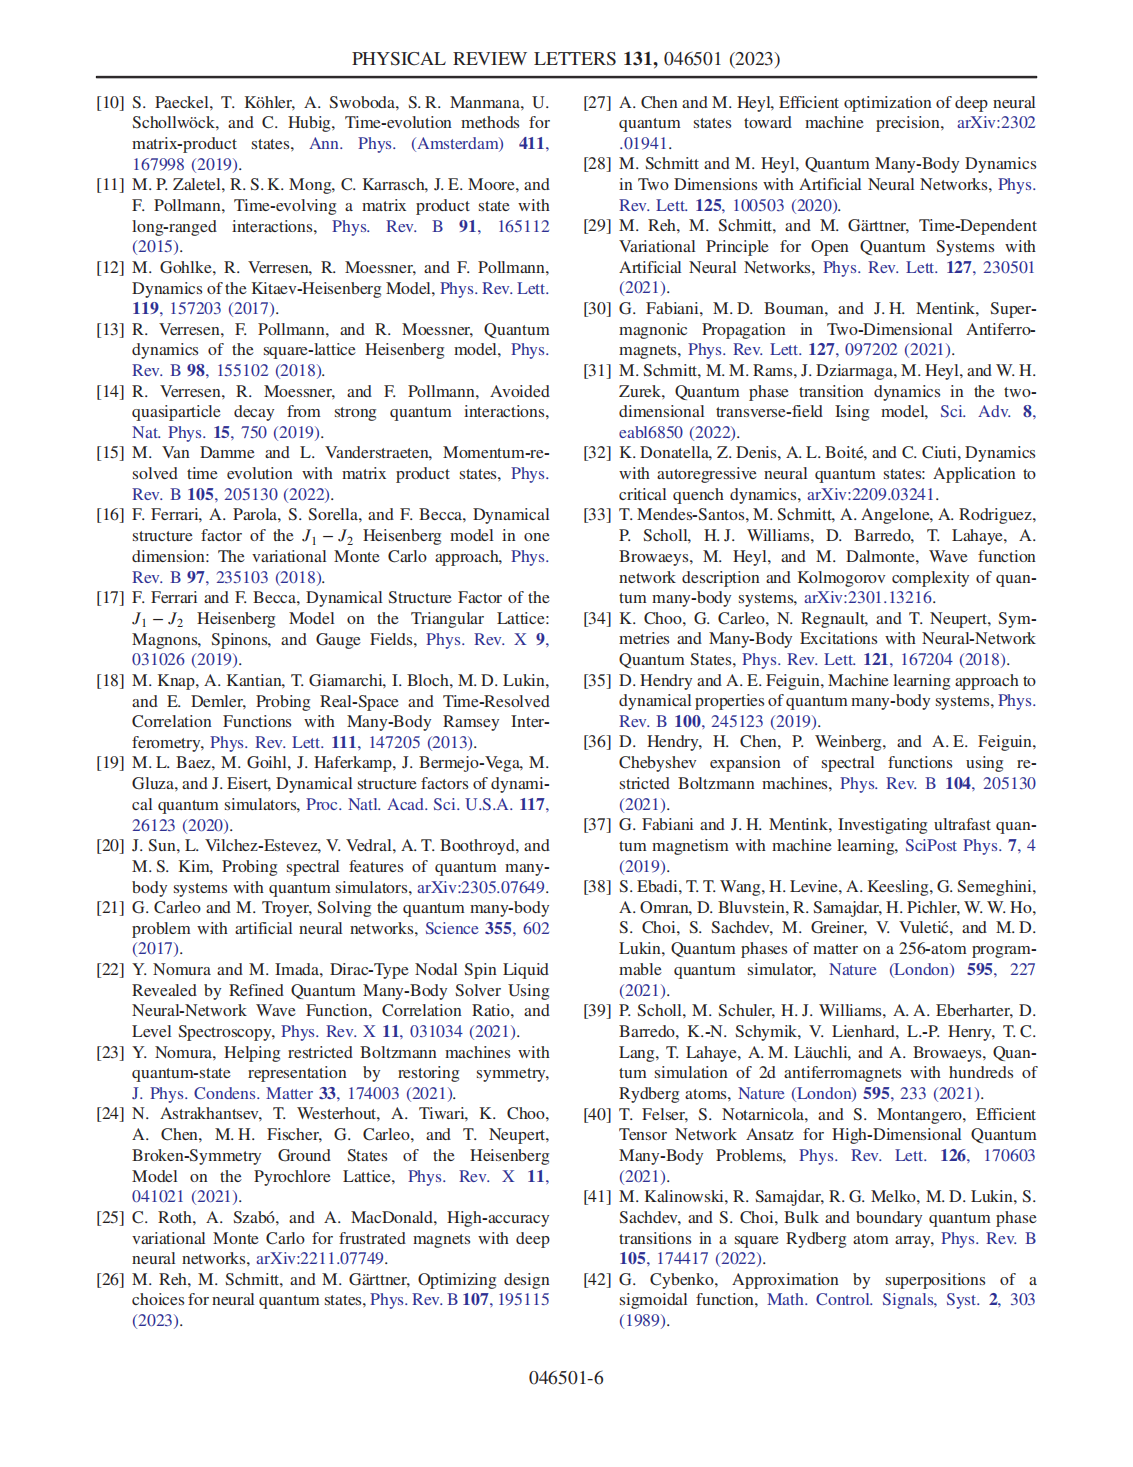 PHYSICAL REVIEW LETTERS 131, 046501 (2023)
[10] S. Paeckel, T. Köhler, A. Swoboda, S. R. Manmana, U.
Schollwöck, and C. Hubig, Time-evolution methods for
matrix-product states, Ann. Phys. (Amsterdam) 411,
167998 (2019).
[11] M. P. Zaletel, R. S. K. Mong, C. Karrasch, J. E. Moore, and
F. Pollmann, Time-evolving a matrix product state with
long-ranged interactions, Phys. Rev. B 91, 165112
(2015).
[12] M. Gohlke, R. Verresen, R. Moessner, and F. Pollmann,
Dynamics of the Kitaev-Heisenberg Model, Phys. Rev. Lett.
119, 157203 (2017).
[13] R. Verresen, F. Pollmann, and R. Moessner, Quantum
dynamics of the square-lattice Heisenberg model, Phys.
Rev. B 98, 155102 (2018).
[14] R. Verresen, R. Moessner, and F. Pollmann, Avoided
quasiparticle decay from strong quantum interactions,
Nat. Phys. 15, 750 (2019).
[15] M. Van Damme and L. Vanderstraeten, Momentum-re-
solved time evolution with matrix product states, Phys.
Rev. B 105, 205130 (2022).
[16] F. Ferrari, A. Parola, S. Sorella, and F. Becca, Dynamical
structure factor of the J1 − J2 Heisenberg model in one
dimension: The variational Monte Carlo approach, Phys.
Rev. B 97, 235103 (2018).
[17] F. Ferrari and F. Becca, Dynamical Structure Factor of the
J1 − J2 Heisenberg Model on the Triangular Lattice:
Magnons, Spinons, and Gauge Fields, Phys. Rev. X 9,
031026 (2019).
[18] M. Knap, A. Kantian, T. Giamarchi, I. Bloch, M. D. Lukin,
and E. Demler, Probing Real-Space and Time-Resolved
Correlation Functions with Many-Body Ramsey Inter-
ferometry, Phys. Rev. Lett. 111, 147205 (2013).
[19] M. L. Baez, M. Goihl, J. Haferkamp, J. Bermejo-Vega, M.
Gluza, and J. Eisert, Dynamical structure factors of dynami-
cal quantum simulators, Proc. Natl. Acad. Sci. U.S.A. 117,
26123 (2020).
[20] J. Sun, L. Vilchez-Estevez, V. Vedral, A. T. Boothroyd, and
M. S. Kim, Probing spectral features of quantum many-
body systems with quantum simulators, arXiv:2305.07649.
[21] G. Carleo and M. Troyer, Solving the quantum many-body
problem with artificial neural networks, Science 355, 602
(2017).
[22] Y. Nomura and M. Imada, Dirac-Type Nodal Spin Liquid
Revealed by Refined Quantum Many-Body Solver Using
Neural-Network Wave Function, Correlation Ratio, and
Level Spectroscopy, Phys. Rev. X 11, 031034 (2021).
[23] Y. Nomura, Helping restricted Boltzmann machines with
quantum-state representation by restoring symmetry,
J. Phys. Condens. Matter 33, 174003 (2021).
[24] N. Astrakhantsev, T. Westerhout, A. Tiwari, K. Choo,
A. Chen, M. H. Fischer, G. Carleo, and T. Neupert,
Broken-Symmetry Ground States of the Heisenberg
Model on the Pyrochlore Lattice, Phys. Rev. X 11,
041021 (2021).
[25] C. Roth, A. Szabó, and A. MacDonald, High-accuracy
variational Monte Carlo for frustrated magnets with deep
neural networks, arXiv:2211.07749.
[26] M. Reh, M. Schmitt, and M. Gärttner, Optimizing design
choices for neural quantum states, Phys. Rev. B 107, 195115
(2023).
[27] A. Chen and M. Heyl, Efficient optimization of deep neural
quantum states toward machine precision, arXiv:2302
.01941.
[28] M. Schmitt and M. Heyl, Quantum Many-Body Dynamics
in Two Dimensions with Artificial Neural Networks, Phys.
Rev. Lett. 125, 100503 (2020).
[29] M. Reh, M. Schmitt, and M. Gärttner, Time-Dependent
Variational Principle for Open Quantum Systems with
Artificial Neural Networks, Phys. Rev. Lett. 127, 230501
(2021).
[30] G. Fabiani, M. D. Bouman, and J. H. Mentink, Super-
magnonic Propagation in Two-Dimensional Antiferro-
magnets, Phys. Rev. Lett. 127, 097202 (2021).
[31] M. Schmitt, M. M. Rams, J. Dziarmaga, M. Heyl, and W. H.
Zurek, Quantum phase transition dynamics in the two-
dimensional transverse-field Ising model, Sci. Adv. 8,
eabl6850 (2022).
[32] K. Donatella, Z. Denis, A. L. Boité, and C. Ciuti, Dynamics
with autoregressive neural quantum states: Application to
critical quench dynamics, arXiv:2209.03241.
[33] T. Mendes-Santos, M. Schmitt, A. Angelone, A. Rodriguez,
P. Scholl, H. J. Williams, D. Barredo, T. Lahaye, A.
Browaeys, M. Heyl, and M. Dalmonte, Wave function
network description and Kolmogorov complexity of quan-
tum many-body systems, arXiv:2301.13216.
[34] K. Choo, G. Carleo, N. Regnault, and T. Neupert, Sym-
metries and Many-Body Excitations with Neural-Network
Quantum States, Phys. Rev. Lett. 121, 167204 (2018).
[35] D. Hendry and A. E. Feiguin, Machine learning approach to
dynamical properties of quantum many-body systems, Phys.
Rev. B 100, 245123 (2019).
[36] D. Hendry, H. Chen, P. Weinberg, and A. E. Feiguin,
Chebyshev expansion of spectral functions using re-
stricted Boltzmann machines, Phys. Rev. B 104, 205130
(2021).
[37] G. Fabiani and J. H. Mentink, Investigating ultrafast quan-
tum magnetism with machine learning, SciPost Phys. 7, 4
(2019).
[38] S. Ebadi, T. T. Wang, H. Levine, A. Keesling, G. Semeghini,
A. Omran, D. Bluvstein, R. Samajdar, H. Pichler, W. W. Ho,
S. Choi, S. Sachdev, M. Greiner, V. Vuletić, and M. D.
Lukin, Quantum phases of matter on a 256-atom program-
mable quantum simulator, Nature (London) 595, 227
(2021).
[39] P. Scholl, M. Schuler, H. J. Williams, A. A. Eberharter, D.
Barredo, K.-N. Schymik, V. Lienhard, L.-P. Henry, T. C.
Lang, T. Lahaye, A. M. Läuchli, and A. Browaeys, Quan-
tum simulation of 2d antiferromagnets with hundreds of
Rydberg atoms, Nature (London) 595, 233 (2021).
[40] T. Felser, S. Notarnicola, and S. Montangero, Efficient
Tensor Network Ansatz for High-Dimensional Quantum
Many-Body Problems, Phys. Rev. Lett. 126, 170603
(2021).
[41] M. Kalinowski, R. Samajdar, R. G. Melko, M. D. Lukin, S.
Sachdev, and S. Choi, Bulk and boundary quantum phase
transitions in a square Rydberg atom array, Phys. Rev. B
105, 174417 (2022).
[42] G. Cybenko, Approximation by superpositions of a
sigmoidal function, Math. Control. Signals, Syst. 2, 303
(1989).
046501-6